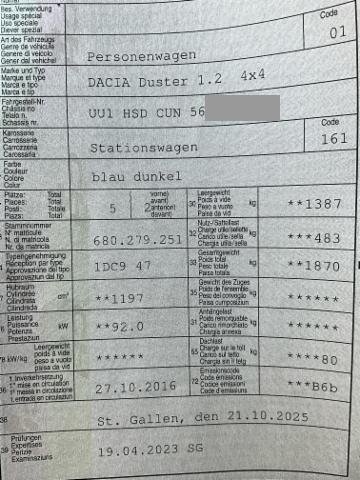 Bes. Verwendung
Usage spécial
Uso speciale
Diever spezial
Code
01
Art des Fahrzeugs
Genre de véhicule
Genere di veicolo
Gener dal vehichel
Personenwagen
Marke und Typ
Marque et type
Marca e tipo
Marca e tip
DACIA Duster 1.2 4x4
Fahrgestell-Nr.
Châssis no
Telaio n.
Schassis nr.
UU1 HSD CUN 56
Karosserie
Carrosserie
Carrozzeria
Carossaria
Stationswagen
Code
161
Farbe
Couleur
Colore
Colur
blau dunkel
Plätze: Total
Places: Total
Posti: Totale
Plazs: Total
5
vorne)
avant)
2 anteriore)
davant)
30
Leergewicht
Poids à vide
Peso a vuoto
Paisa da vid
kg
**1387
Stammnummer
N° matricule
N. di matricola
Nr. da matricla
680.279.251
32
Nutz-/Sattellast
Charge utile/sellette
Carico utile/sella
Chargia utila/sella
kg
***483
Typengenehmigung
Réception par type
Approvazione del tipo
Approvaziun dal tip
1DC9 47
33
Gesamtgewicht
Poids total
Peso totale
Paisa totala
kg
**1870
Hubraum
Cylindrée
Cilindrata
Cilindrada
cm³
**1197
35
Gewicht des Zuges
Poids de l'ensemble
Peso del convoglio
Paisa cumposiziun
kg
******
Leistung
Puissance
Potenza
Prestaziun
kW
**92.0
31
Anhängelast
Poids remorquable
Carico rimorchiato
Chargia annexa
kg
******
78 kW/kg
Leergewicht
poids à vide
peso a vuoto
paisa da vid
******
55
Dachlast
Charge sur le toit
Carico sul tetto
Chargia sin il tetg
kg
****80
36
1. Inverkehrsetzung
1re mise en circulation
1a messa in circolazione
1. entrada en circulaziun
27.10.2016
72
Emissionscode
Code émissions
Codice emissioni
Code d'emissiuns
***B6b
38
St. Gallen, den 21.10.2025
39
Prüfungen
Expertises
Perizie
Examinaziuns
19.04.2023 SG